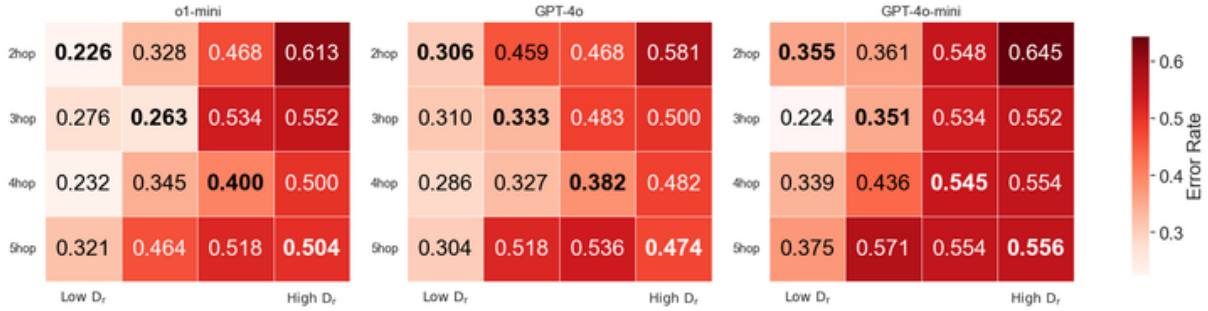 o1-mini
GPT-4o
GPT-4o-mini
2hop 0.226 0.328 0.468 0.613
3hop 0.276 0.263 0.534 0.552
4hop 0.232 0.345 0.400 0.500
5hop 0.321 0.464 0.518 0.504
Low Dr High Dr
2hop 0.306 0.459 0.468 0.581
3hop 0.310 0.333 0.483 0.500
4hop 0.286 0.327 0.382 0.482
5hop 0.304 0.518 0.536 0.474
Low Dr High Dr
2hop 0.355 0.361 0.548 0.645
3hop 0.224 0.351 0.534 0.552
4hop 0.339 0.436 0.545 0.554
5hop 0.375 0.571 0.554 0.556
Low Dr High Dr
0.6
0.5
0.4
0.3
Error Rate